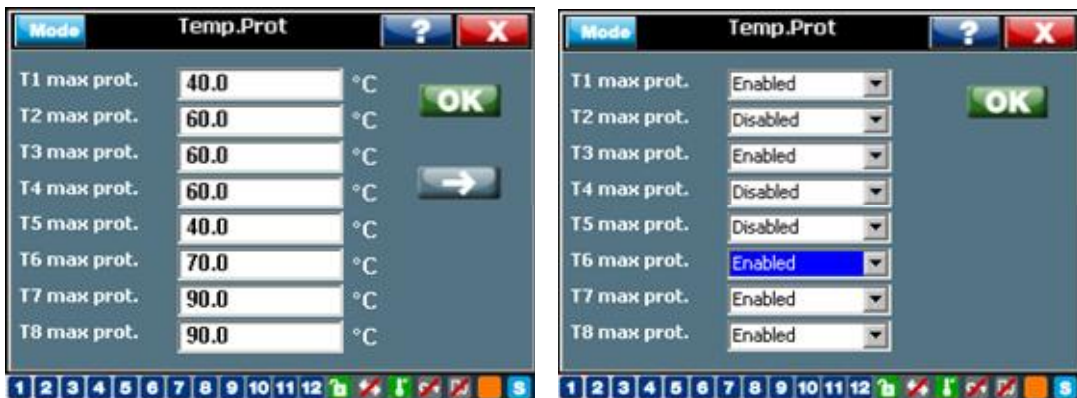 Mode Temp.Prot ? X
T1 max prot. 40.0 °C
OK
T2 max prot. 60.0 °C
T3 max prot. 60.0 °C
T4 max prot. 60.0 °C
T5 max prot. 40.0 °C
T6 max prot. 70.0 °C
T7 max prot. 90.0 °C
T8 max prot. 90.0 °C
1 2 3 4 5 6 7 8 9 10 11 12 S
Mode Temp.Prot ? X
T1 max prot. Enabled
OK
T2 max prot. Disabled
T3 max prot. Enabled
T4 max prot. Disabled
T5 max prot. Disabled
T6 max prot. Enabled
T7 max prot. Enabled
T8 max prot. Enabled
1 2 3 4 5 6 7 8 9 10 11 12 S